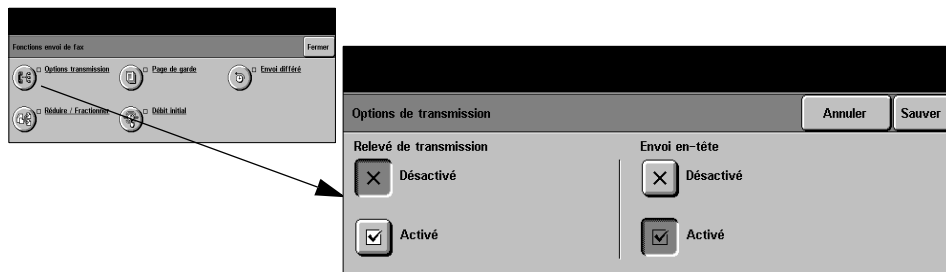 Fonctions envoi de fax
Fermer
Options transmission
Page de garde
Envoi différé
Réduire / Fractionner
Débit initial
Options de transmission
Annuler
Sauver
Relevé de transmission
Envoi en-tête
Désactivé
Désactivé
Activé
Activé